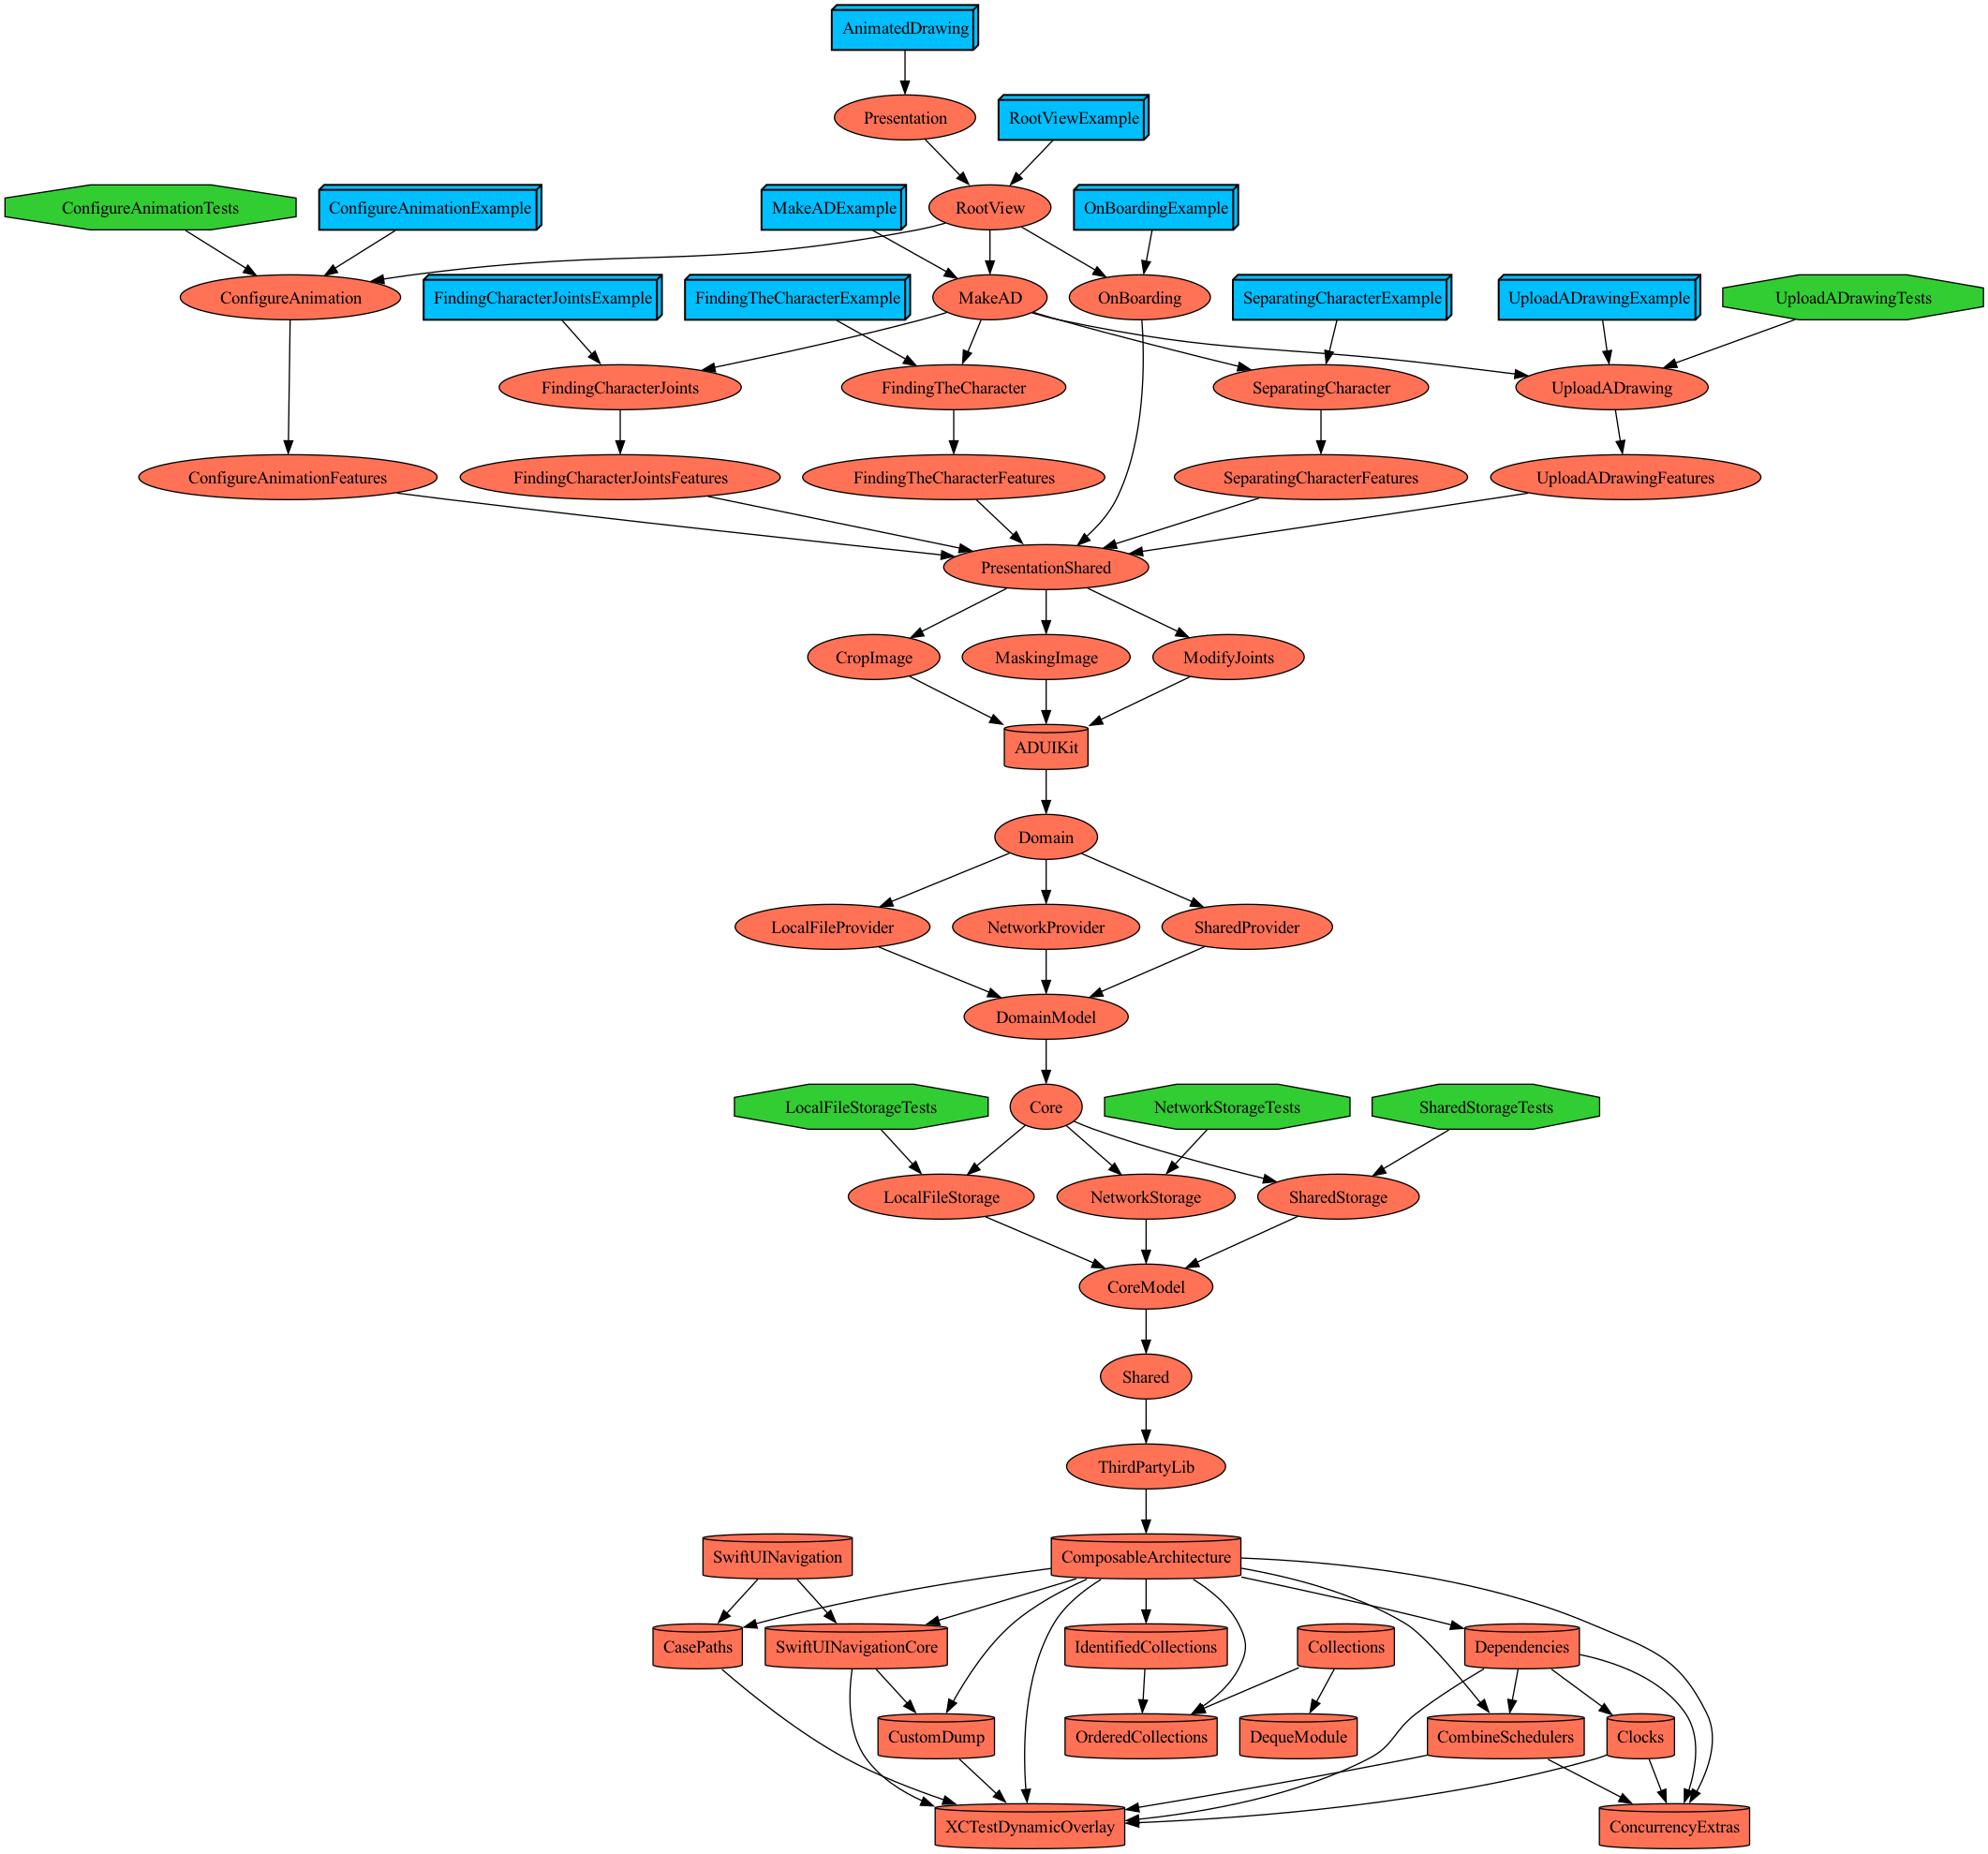 AnimatedDrawing
Presentation
RootViewExample
ConfigureAnimationTests
ConfigureAnimationExample
MakeADExample
RootView
OnBoardingExample
ConfigureAnimation
FindingCharacterJointsExample
FindingTheCharacterExample
MakeAD
OnBoarding
SeparatingCharacterExample
UploadADrawingExample
UploadADrawingTests
FindingCharacterJoints
FindingTheCharacter
SeparatingCharacter
UploadADrawing
ConfigureAnimationFeatures
FindingCharacterJointsFeatures
FindingTheCharacterFeatures
SeparatingCharacterFeatures
UploadADrawingFeatures
PresentationShared
CropImage
MaskingImage
ModifyJoints
ADUIKit
Domain
LocalFileProvider
NetworkProvider
SharedProvider
DomainModel
LocalFileStorageTests
Core
NetworkStorageTests
SharedStorageTests
LocalFileStorage
NetworkStorage
SharedStorage
CoreModel
Shared
ThirdPartyLib
SwiftUINavigation
ComposableArchitecture
CasePaths
SwiftUINavigationCore
IdentifiedCollections
Collections
Dependencies
CustomDump
OrderedCollections
DequeModule
CombineSchedulers
Clocks
XCTestDynamicOverlay
ConcurrencyExtras